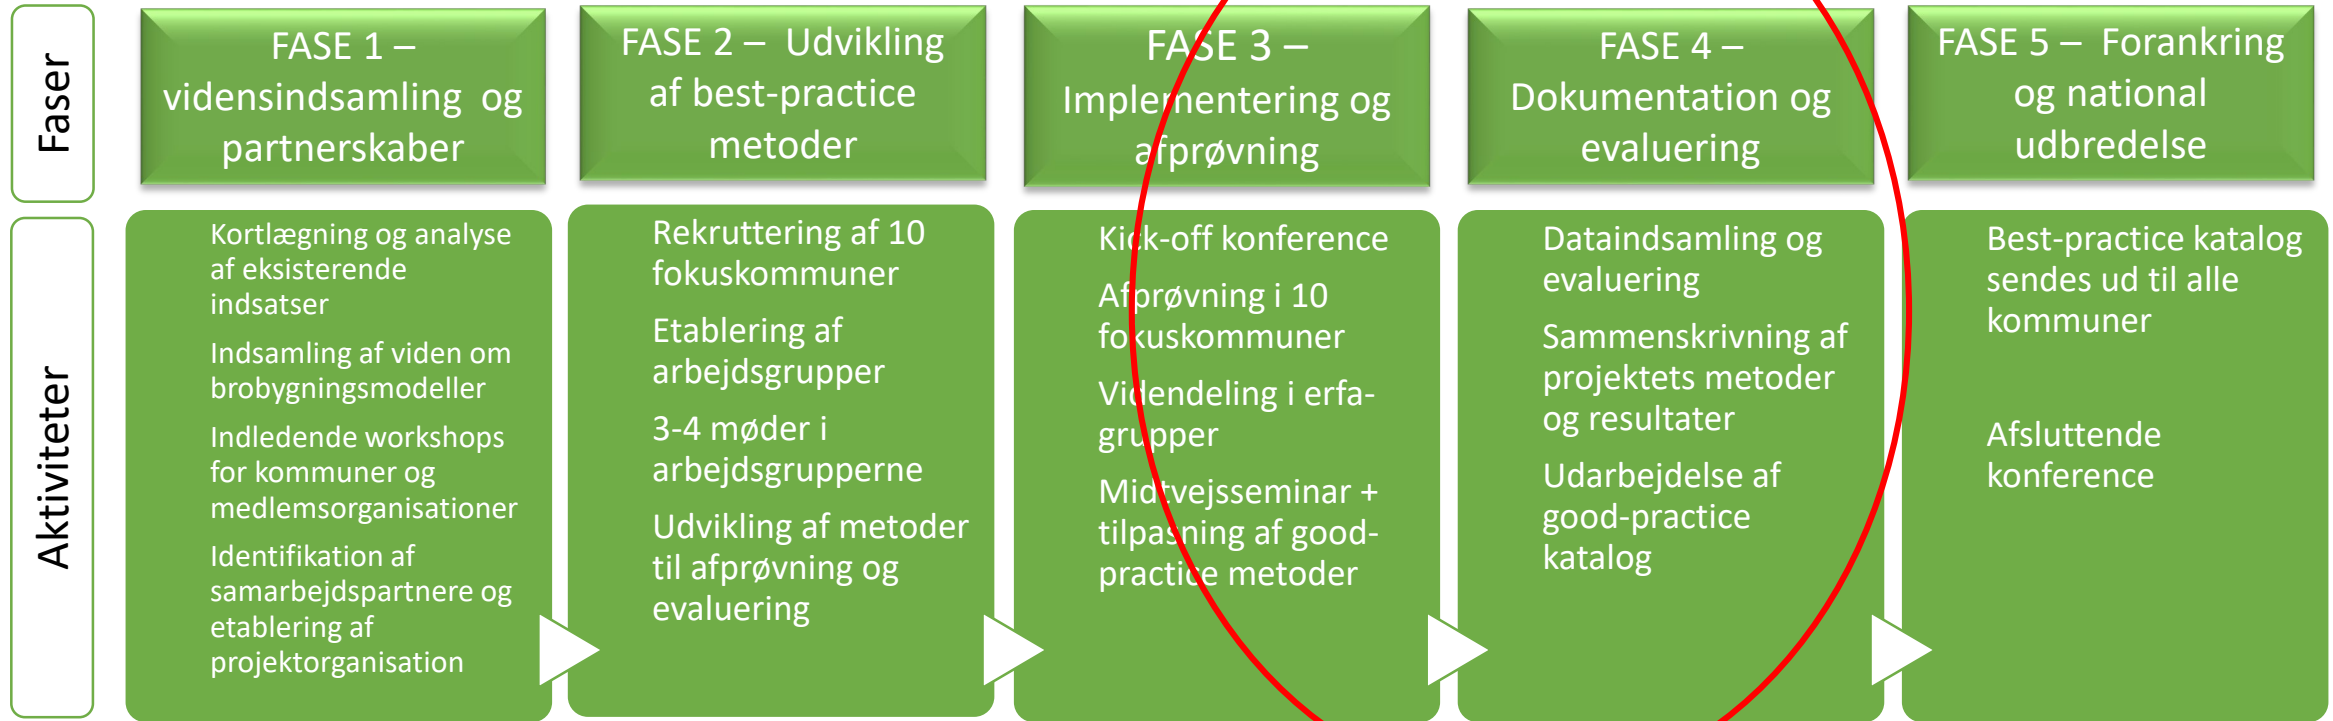 Faser
FASE 1 –
vidensindsamling og
partnerskaber
FASE 2 – Udvikling
af best-practice
metoder
FASE 3 –
Implementering og
afprøvning
FASE 4 –
Dokumentation og
evaluering
FASE 5 – Forankring
og national
udbredelse
Aktiviteter
Kortlægning og analyse
af eksisterende
indsatser
Indsamling af viden om
brobygningsmodeller
Indledende workshops
for kommuner og
medlemsorganisationer
Identifikation af
samarbejdspartnere og
etablering af
projektorganisation
Rekruttering af 10
fokuskommuner
Etablering af
arbejdsgrupper
3-4 møder i
arbejdsgrupperne
Udvikling af metoder
til afprøvning og
evaluering
Kick-off konference
Afprøvning i 10
fokuskommuner
Videndeling i erfa-
grupper
Midtvejsseminar +
tilpasning af good-
practice metoder
Dataindsamling og
evaluering
Sammenskrivning af
projektets metoder
og resultater
Udarbejdelse af
good-practice
katalog
Best-practice katalog
sendes ud til alle
kommuner
Afsluttende
konference